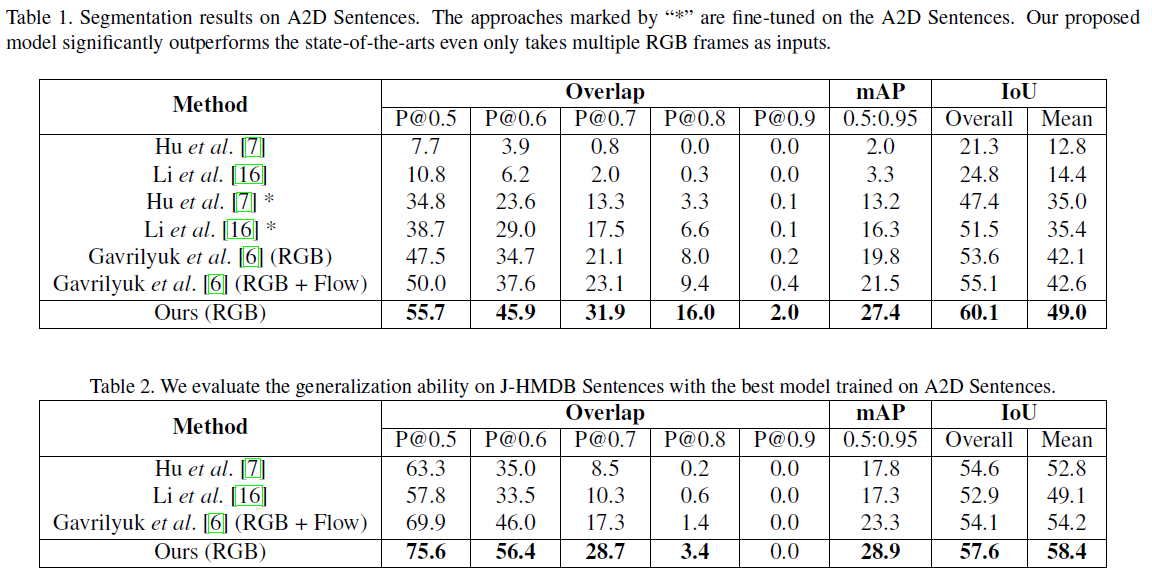 Table 1. Segmentation results on A2D Sentences. The approaches marked by “*” are fine-tuned on the A2D Sentences. Our proposed
model significantly outperforms the state-of-the-arts even only takes multiple RGB frames as inputs.
Method Overlap mAP IoU
P@0.5 P@0.6 P@0.7 P@0.8 P@0.9 0.5:0.95 Overall Mean
Hu et al. [7] 7.7 3.9 0.8 0.0 0.0 2.0 21.3 12.8
Li et al. [16] 10.8 6.2 2.0 0.3 0.0 3.3 24.8 14.4
Hu et al. [7] * 34.8 23.6 13.3 3.3 0.1 13.2 47.4 35.0
Li et al. [16] * 38.7 29.0 17.5 6.6 0.1 16.3 51.5 35.4
Gavrilyuk et al. [6] (RGB) 47.5 34.7 21.1 8.0 0.2 19.8 53.6 42.1
Gavrilyuk et al. [6] (RGB + Flow) 50.0 37.6 23.1 9.4 0.4 21.5 55.1 42.6
Ours (RGB) 55.7 45.9 31.9 16.0 2.0 27.4 60.1 49.0
Table 2. We evaluate the generalization ability on J-HMDB Sentences with the best model trained on A2D Sentences.
Method Overlap mAP IoU
P@0.5 P@0.6 P@0.7 P@0.8 P@0.9 0.5:0.95 Overall Mean
Hu et al. [7] 63.3 35.0 8.5 0.2 0.0 17.8 54.6 52.8
Li et al. [16] 57.8 33.5 10.3 0.6 0.0 17.3 52.9 49.1
Gavrilyuk et al. [6] (RGB + Flow) 69.9 46.0 17.3 1.4 0.0 23.3 54.1 54.2
Ours (RGB) 75.6 56.4 28.7 3.4 0.0 28.9 57.6 58.4